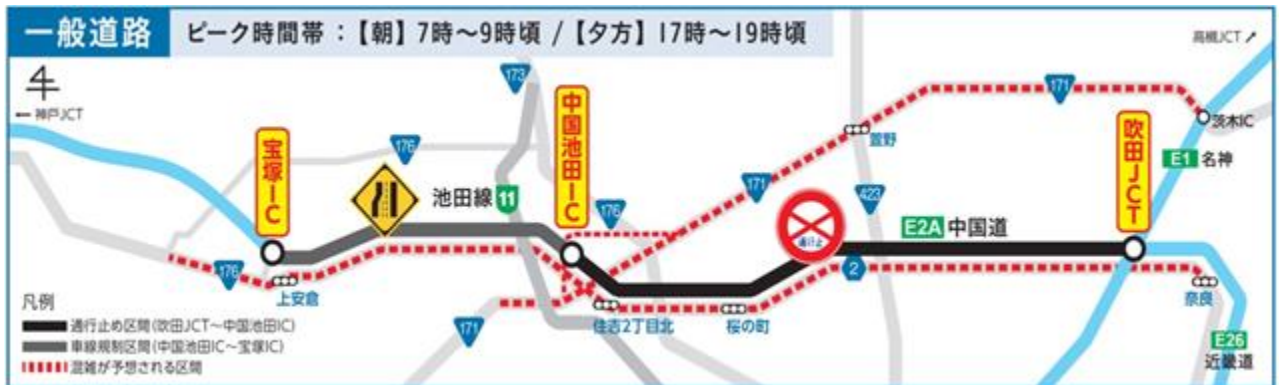 一般道路
ピーク時間帯：【朝】7時～9時頃 /【夕方】17時～19時頃
高槻JCT↗
← 神戸JCT
173
中国池田IC
171
茨木IC
吹田JCT
宝塚IC
176
萱野
E1 名神
171
池田線 11
176
423
通行止
E2A 中国道
176
2
上安倉
奈良
凡例
通行止め区間(吹田JCT～中国池田IC)
171
住吉2丁目北
桜の町
車線規制区間(中国池田IC～宝塚IC)
E26
近畿道
混雑が予想される区間